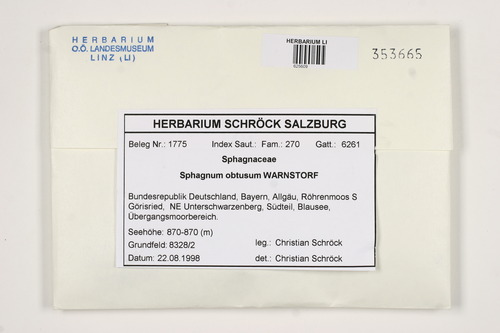 HERBARIUM
O.Ö. LANDESMUSEUM
LINZ (LI)
HERBARIUM LI
353665
HERBARIUM SCHRÖCK SALZBURG
Beleg Nr.: 1775 Index Saut.: Fam.: 270 Gatt.: 6261
Sphagnaceae
Sphagnum obtusum WARNSTORF
Bundesrepublik Deutschland, Bayern, Allgäu, Röhrenmoos S
Görisried, NE Unterschwarzenberg, Südteil, Blausee,
Übergangsmoorbereich.
Seehöhe: 870-870 (m)
Grundfeld: 8328/2 leg.: Christian Schröck
Datum: 22.08.1998 det.: Christian Schröck